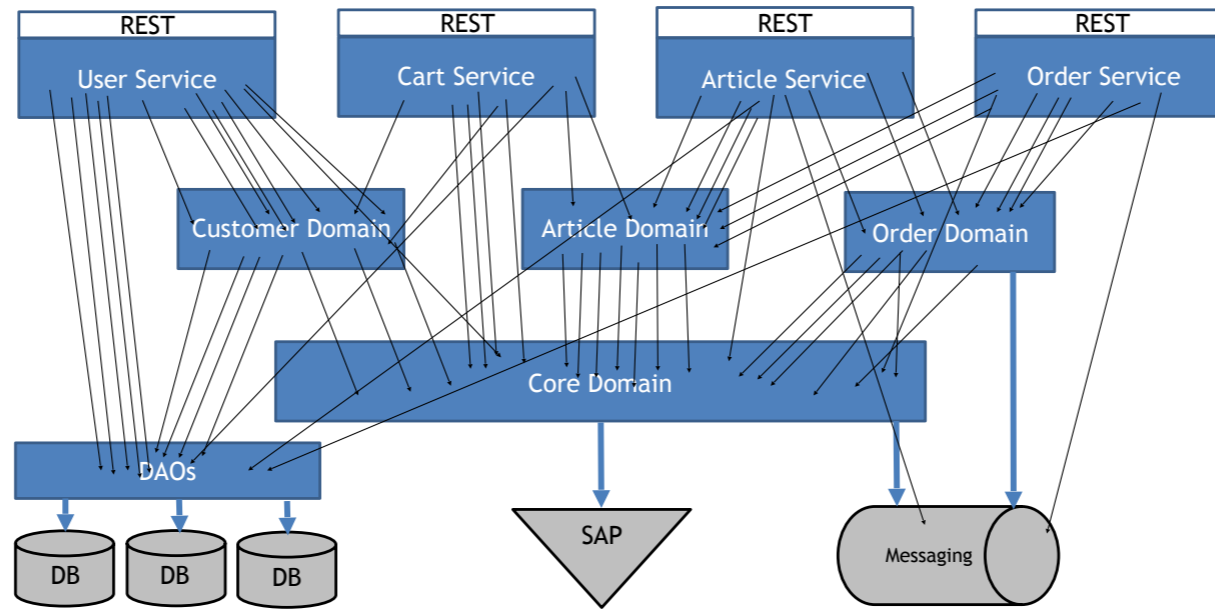 REST
REST
REST
REST
User Service
Cart Service
Article Service
Order Service
Customer Domain
Article Domain
Order Domain
Core Domain
DAOs
DB
DB
DB
SAP
Messaging